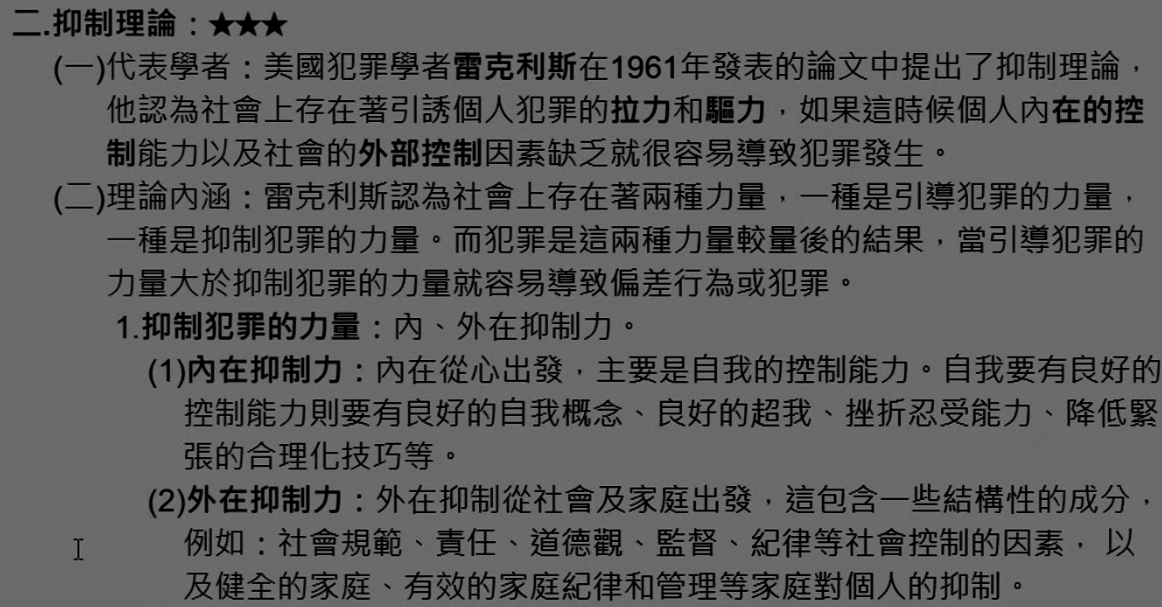 二.抑制理論：★★★
(一)代表學者：美國犯罪學者雷克利斯在1961年發表的論文中提出了抑制理論，
他認為社會上存在著引誘個人犯罪的拉力和驅力，如果這時候個人內在的控
制能力以及社會的外部控制因素缺乏就很容易導致犯罪發生。
(二)理論內涵：雷克利斯認為社會上存在著兩種力量，一種是引導犯罪的力量，
一種是抑制犯罪的力量。而犯罪是這兩種力量較量後的結果，當引導犯罪的
力量大於抑制犯罪的力量就容易導致偏差行為或犯罪。
1.抑制犯罪的力量：內、外在抑制力。
(1)內在抑制力：內在從心出發，主要是自我的控制能力。自我要有良好的
控制能力則要有良好的自我概念、良好的超我、挫折忍受能力、降低緊
張的合理化技巧等。
(2)外在抑制力：外在抑制從社會及家庭出發，這包含一些結構性的成分，
例如：社會規範、責任、道德觀、監督、紀律等社會控制的因素， 以
及健全的家庭、有效的家庭紀律和管理等家庭對個人的抑制。